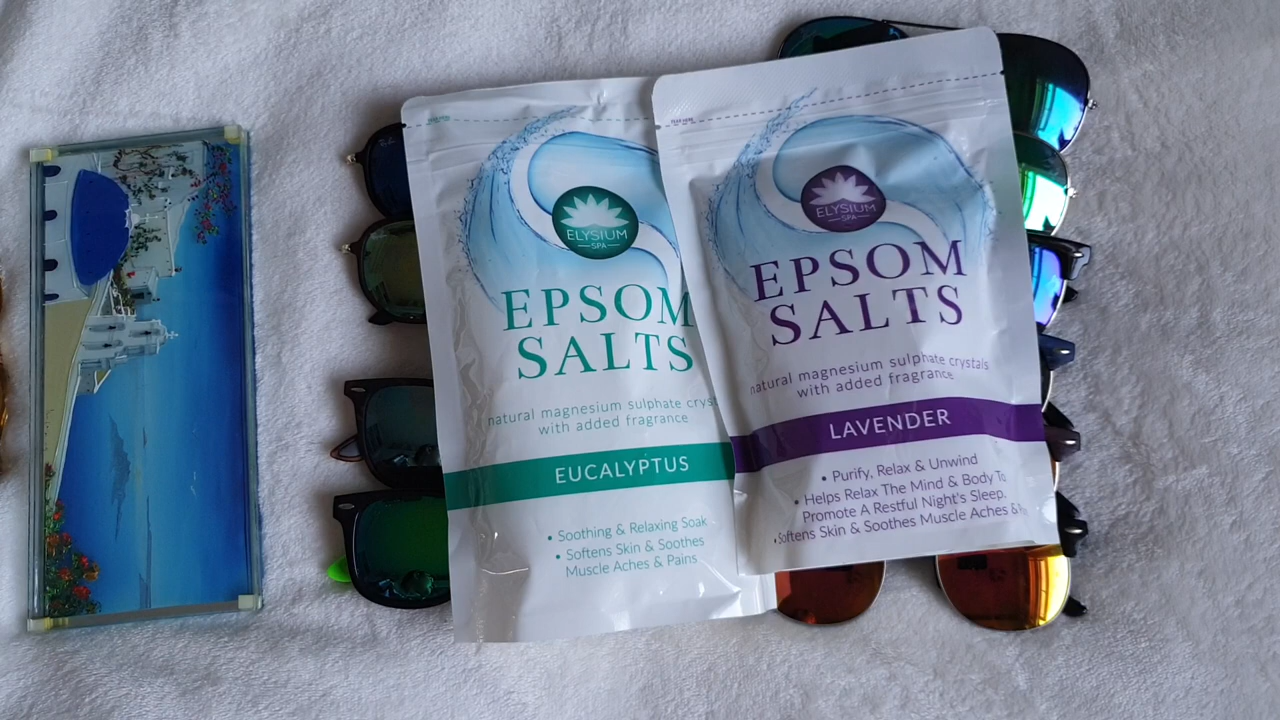 ELYSIUM
SPA
EPSOM
SALTS
natural magnesium sulphate crys
with added fragrance
EUCALYPTUS
• Soothing & Relaxing Soak
• Softens Skin & Soothes
Muscle Aches & Pains
ELYSIUM
SPA
EPSOM
SALTS
natural magnesium sulphate crystals
with added fragrance
LAVENDER
• Purify, Relax & Unwind
• Helps Relax The Mind & Body To
Promote A Restful Night's Sleep.
• Softens Skin & Soothes Muscle Aches &